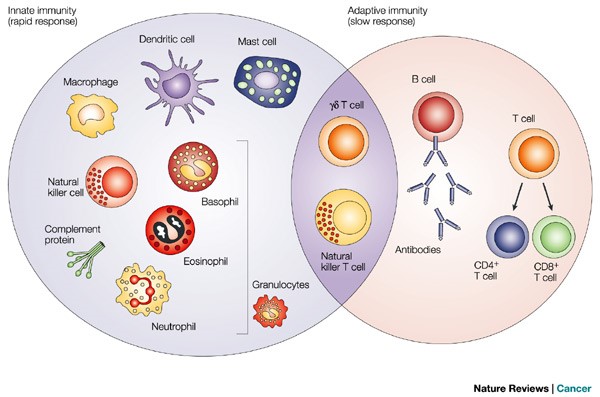 Innate immunity
(rapid response)
Adaptive immunity
(slow response)
Dendritic cell
Mast cell
Macrophage
B cell
γδ T cell
T cell
Natural
killer cell
Basophil
Complement
protein
Eosinophil
Antibodies
Natural
killer T cell
CD4⁺
T cell
CD8⁺
T cell
Granulocytes
Neutrophil
Nature Reviews | Cancer